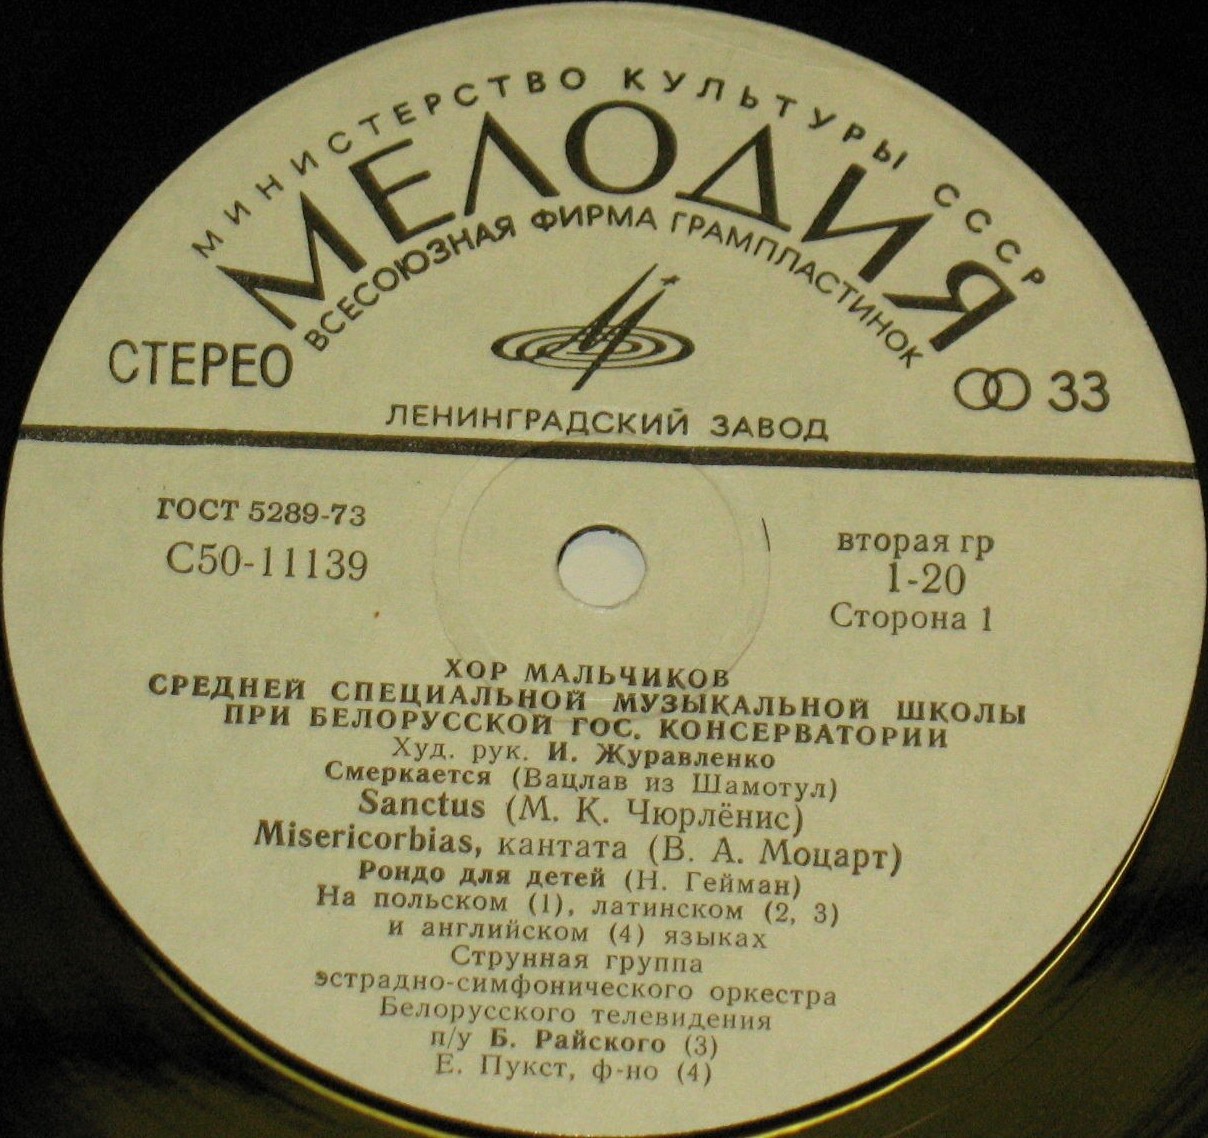 МИНИСТЕРСТВО КУЛЬТУРЫ СССР
МЕЛОДИЯ
ВСЕСОЮЗНАЯ ФИРМА ГРАМПЛАСТИНОК
СТЕРЕО
33
ЛЕНИНГРАДСКИЙ ЗАВОД
ГОСТ 5289-73
С50-11139
вторая гр
1-20
Сторона 1
ХОР МАЛЬЧИКОВ
СРЕДНЕЙ СПЕЦИАЛЬНОЙ МУЗЫКАЛЬНОЙ ШКОЛЫ
ПРИ БЕЛОРУССКОЙ ГОС. КОНСЕРВАТОРИИ
Худ. рук. И. Журавленко
Смеркается (Вацлав из Шамотул)
Sanctus (М. К. Чюрлёнис)
Misericorbias, кантата (В. А. Моцарт)
Рондо для детей (Н. Гейман)
На польском (1), латинском (2, 3)
и английском (4) языках
Струнная группа
эстрадно-симфонического оркестра
Белорусского телевидения
п/у Б. Райского (3)
Е. Пукст, ф-но (4)